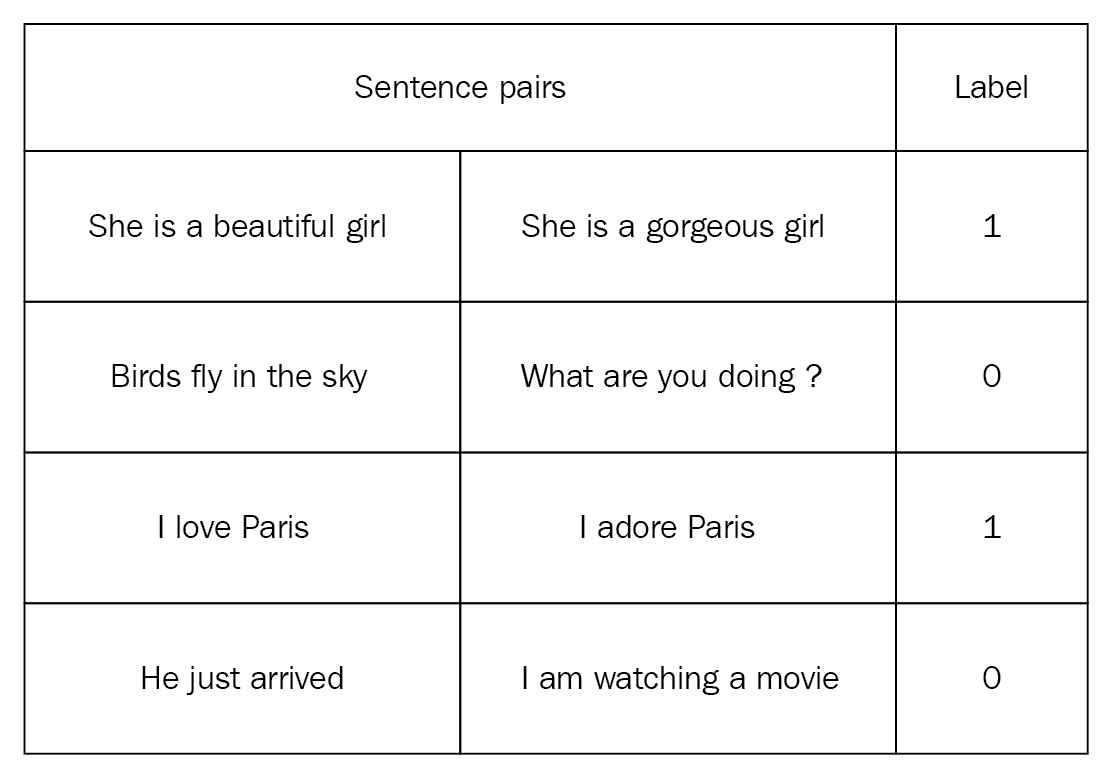 Sentence pairs Label
She is a beautiful girl She is a gorgeous girl 1
Birds fly in the sky What are you doing ? 0
I love Paris I adore Paris 1
He just arrived I am watching a movie 0